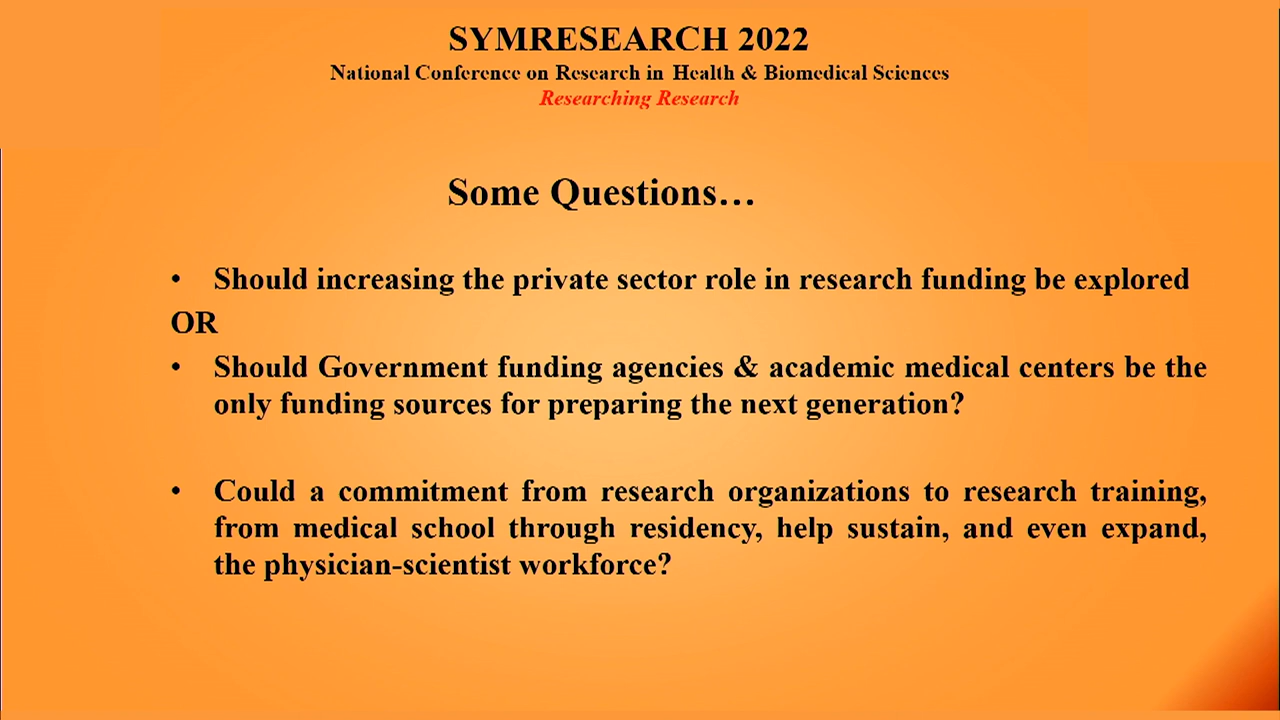 SYMRESEARCH 2022
National Conference on Research in Health & Biomedical Sciences
Researching Research
Some Questions…
• Should increasing the private sector role in research funding be explored
OR
• Should Government funding agencies & academic medical centers be the
only funding sources for preparing the next generation?
• Could a commitment from research organizations to research training,
from medical school through residency, help sustain, and even expand,
the physician-scientist workforce?